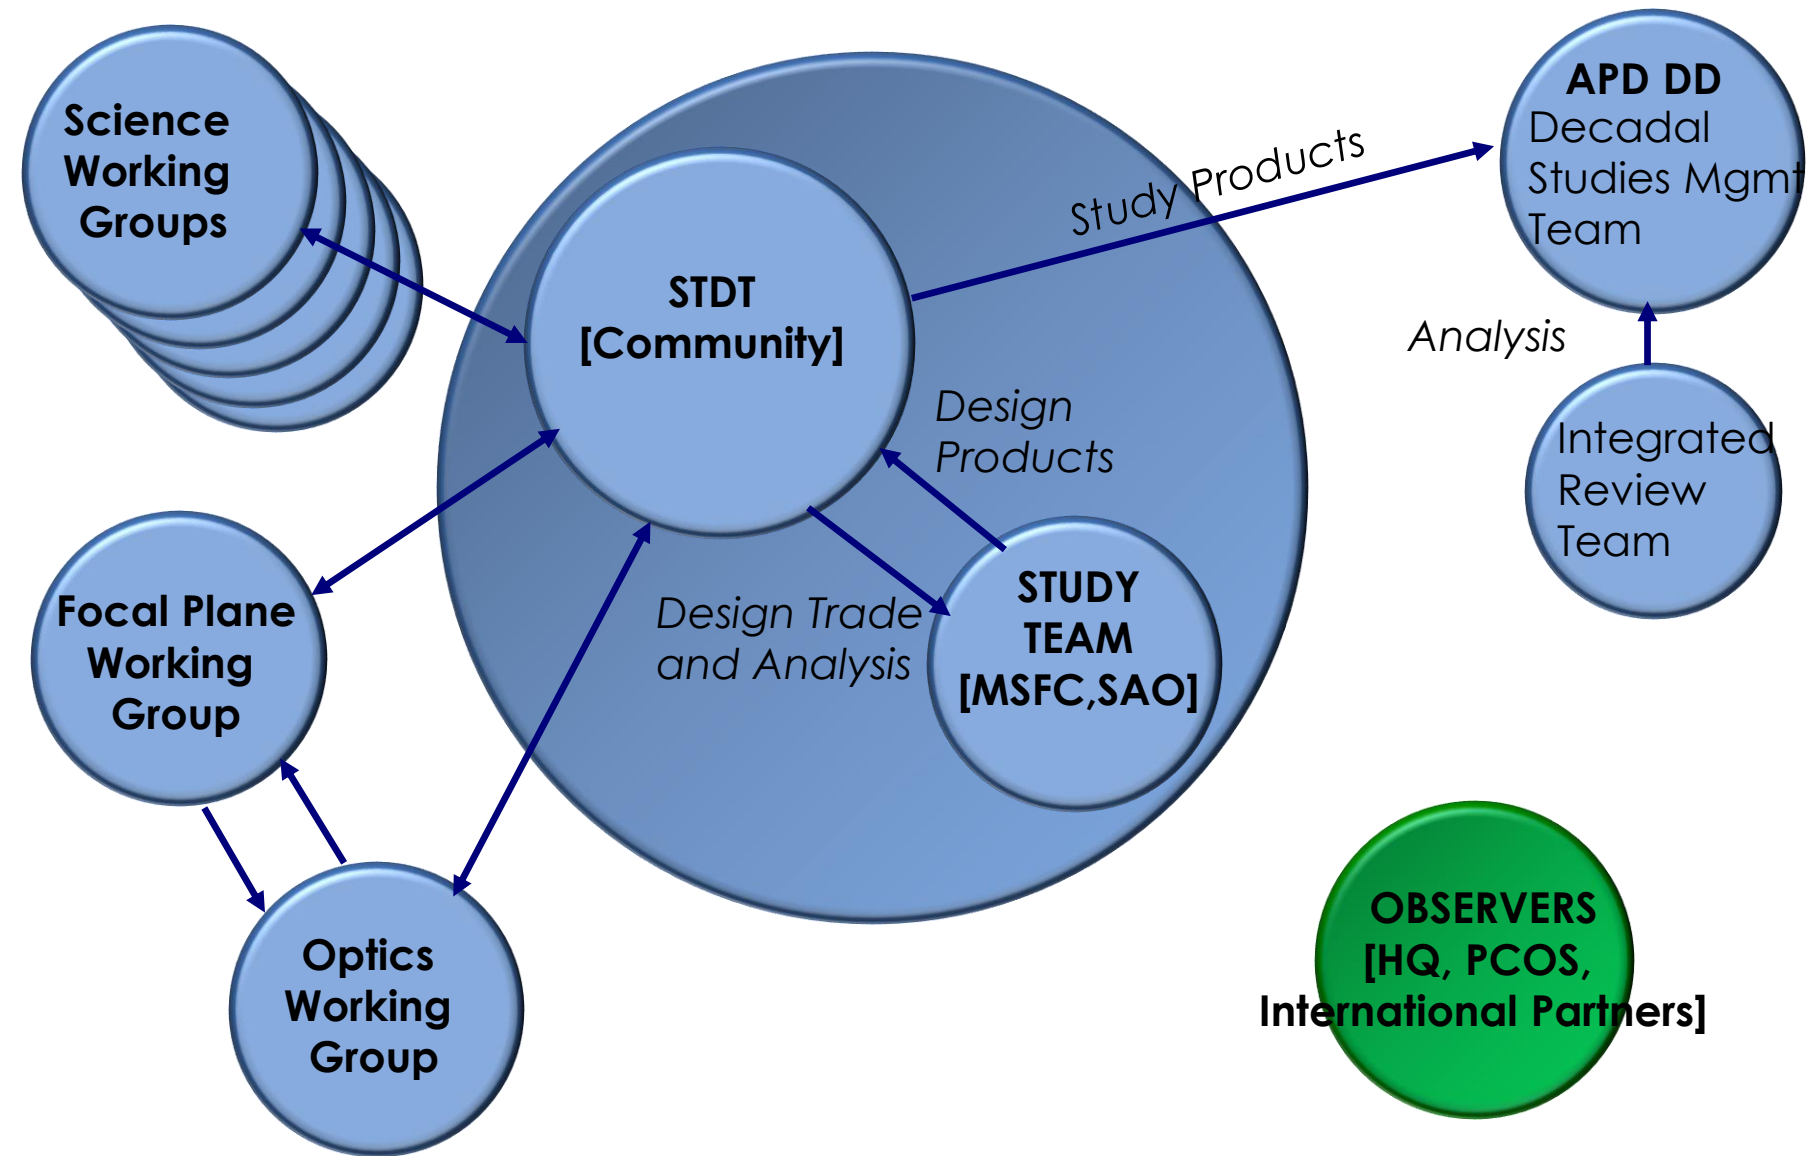 Science
Working
Groups
STDT
[Community]
Study Products
APD DD
Decadal
Studies Mgmt
Team
Analysis
Integrated
Review
Team
Design
Products
Design Trade
and Analysis
STUDY
TEAM
[MSFC,SAO]
Focal Plane
Working
Group
Optics
Working
Group
OBSERVERS
[HQ, PCOS,
International Partners]